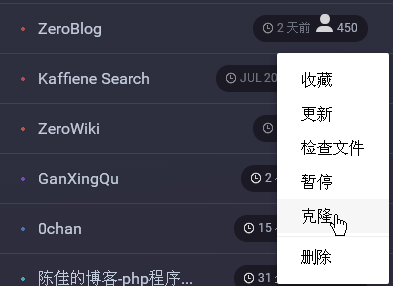 ZeroBlog 2 天前 450
Kaffiene Search JUL 20
收藏
更新
ZeroWiki
检查文件
GanXingQu 2
暂停
0chan 15
克隆
删除
陈佳的博客-php程序... 31